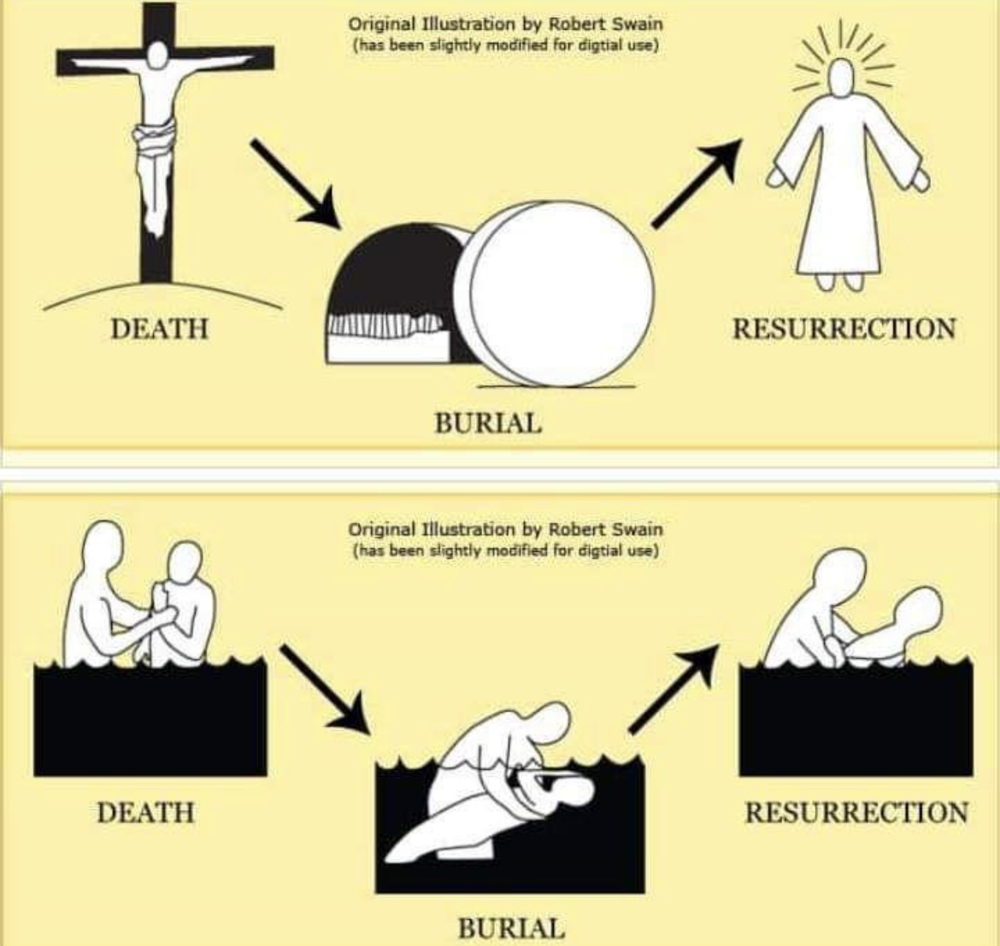 Original Illustration by Robert Swain
(has been slightly modified for digtial use)
DEATH
RESURRECTION
BURIAL
Original Illustration by Robert Swain
(has been slightly modified for digtial use)
DEATH
RESURRECTION
BURIAL